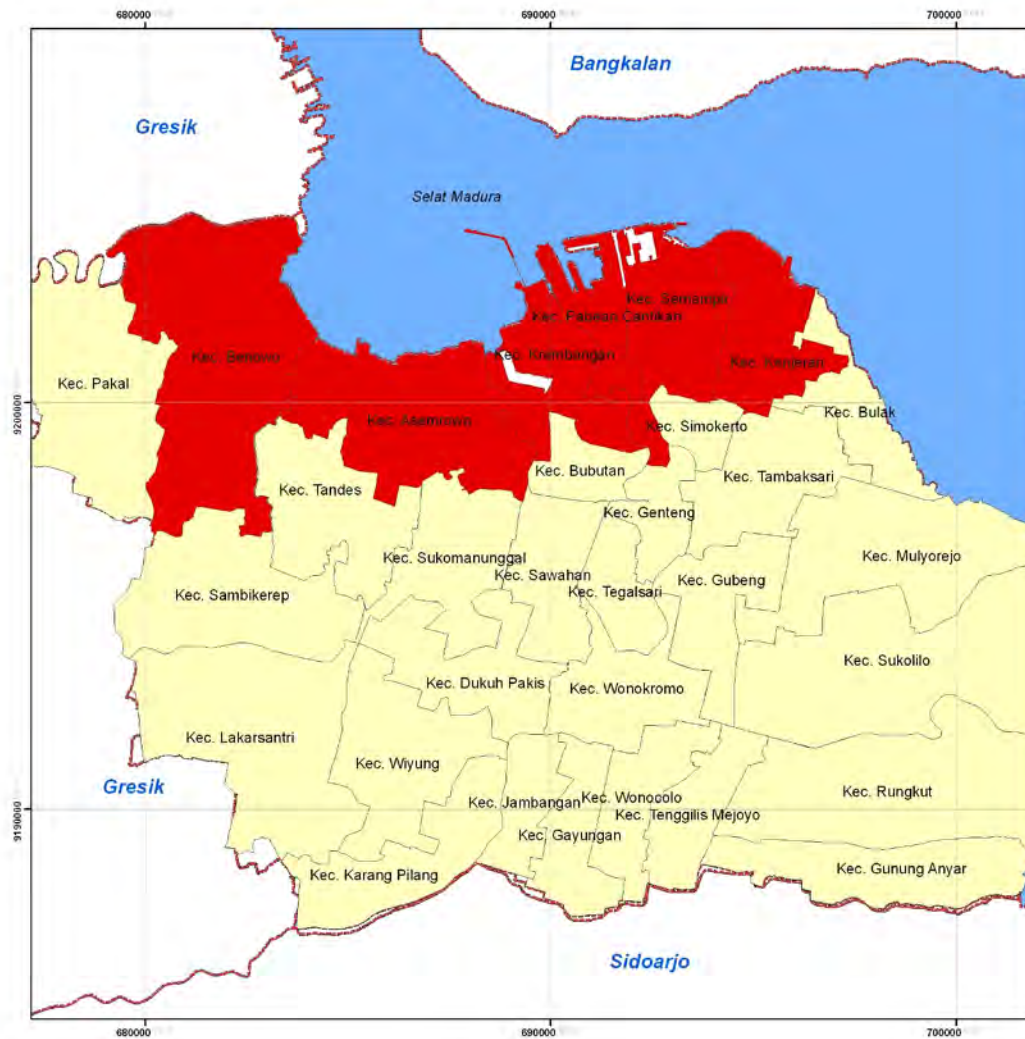 680000
690000
700000
Bangkalan
Gresik
Selat Madura
Kec. Semampir
Kec. Pabean Cantikan
Kec. Benowo
Kec. Krembangan
Kec. Kenjeran
Kec. Pakal
9200000
Kec. Asemrowo
Kec. Bulak
Kec. Simokerto
Kec. Bubutan
Kec. Tambaksari
Kec. Tandes
Kec. Genteng
Kec. Sukomanunggal
Kec. Mulyorejo
Kec. Sawahan
Kec. Gubeng
Kec. Tegalsari
Kec. Sambikerep
Kec. Sukolilo
Kec. Dukuh Pakis
Kec. Wonokromo
Kec. Lakarsantri
Kec. Wiyung
Gresik
Kec. Rungkut
Kec. Jambangan
Kec. Wonocolo
9190000
Kec. Tenggilis Mejoyo
Kec. Gayungan
Kec. Gunung Anyar
Kec. Karang Pilang
Sidoarjo
680000
690000
700000